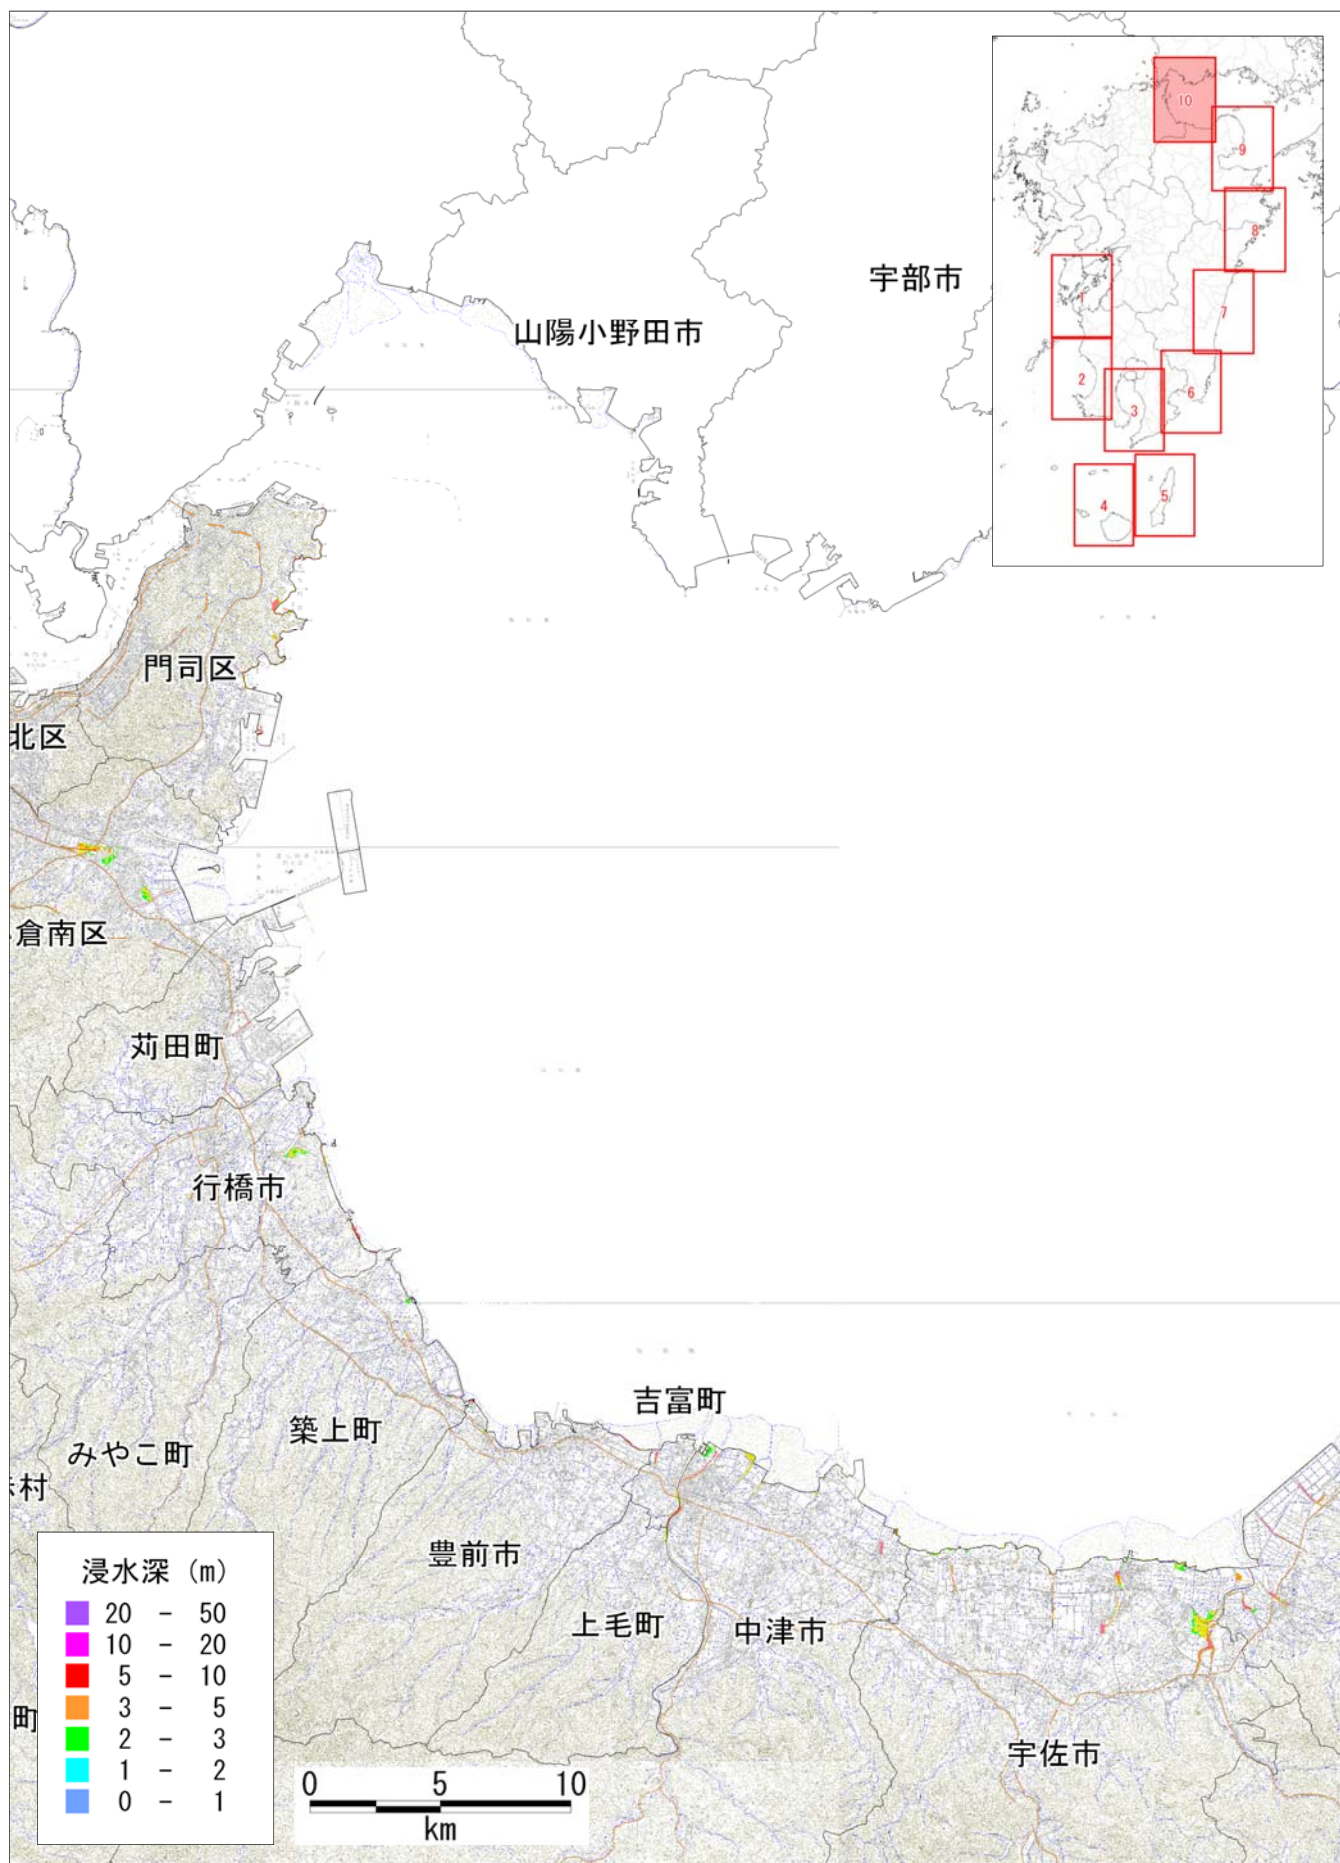 10
9
8
1
7
2
3
6
4
5
宇部市
山陽小野田市
門司区
北区
倉南区
苅田町
行橋市
吉富町
築上町
みやこ町
村
豊前市
上毛町
中津市
町
宇佐市
浸水深 (m)
20 - 50
10 - 20
5 - 10
3 - 5
2 - 3
1 - 2
0 - 1
0 5 10
km